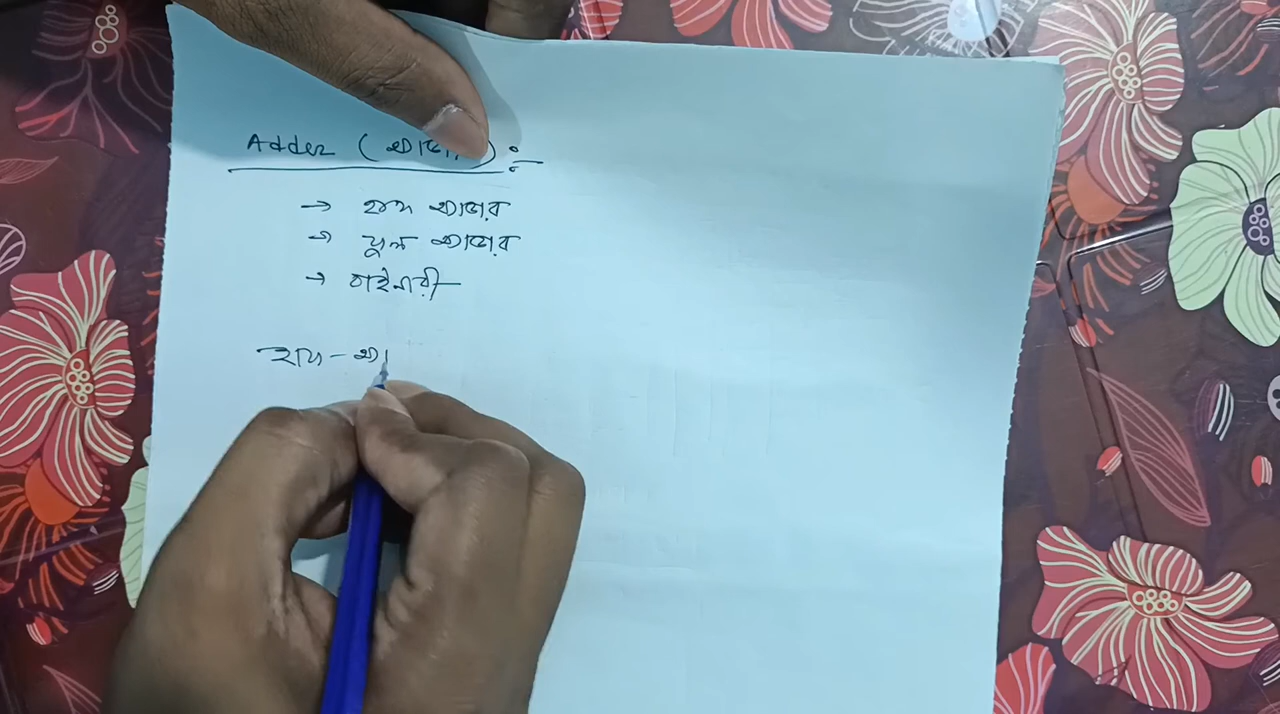 Adder (
→ হাফ এ্যাডার
→ ফুল এ্যাডার
→ বাইনারী
হাফ - এ্যা